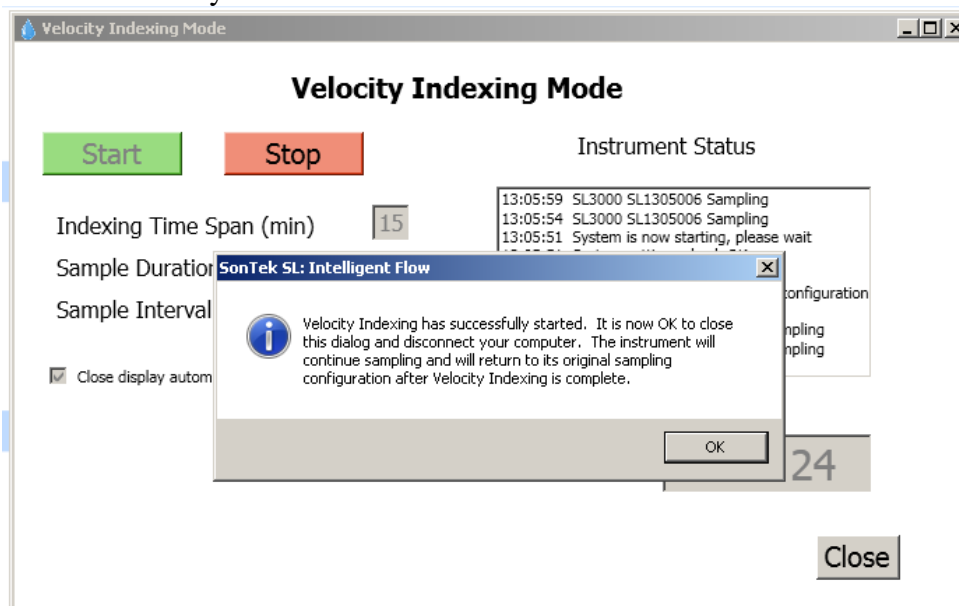 Velocity Indexing Mode
Velocity Indexing Mode
Start
Stop
Instrument Status
13:05:59 SL3000 SL1305006 Sampling
13:05:54 SL3000 SL1305006 Sampling
13:05:51 System is now starting, please wait
Indexing Time Span (min) 15
Sample Duration
Sample Interval
Close display autom
SonTek SL: Intelligent Flow
configuration
Velocity Indexing has successfully started. It is now OK to close
this dialog and disconnect your computer. The instrument will
continue sampling and will return to its original sampling
configuration after Velocity Indexing is complete.
OK
24
Close